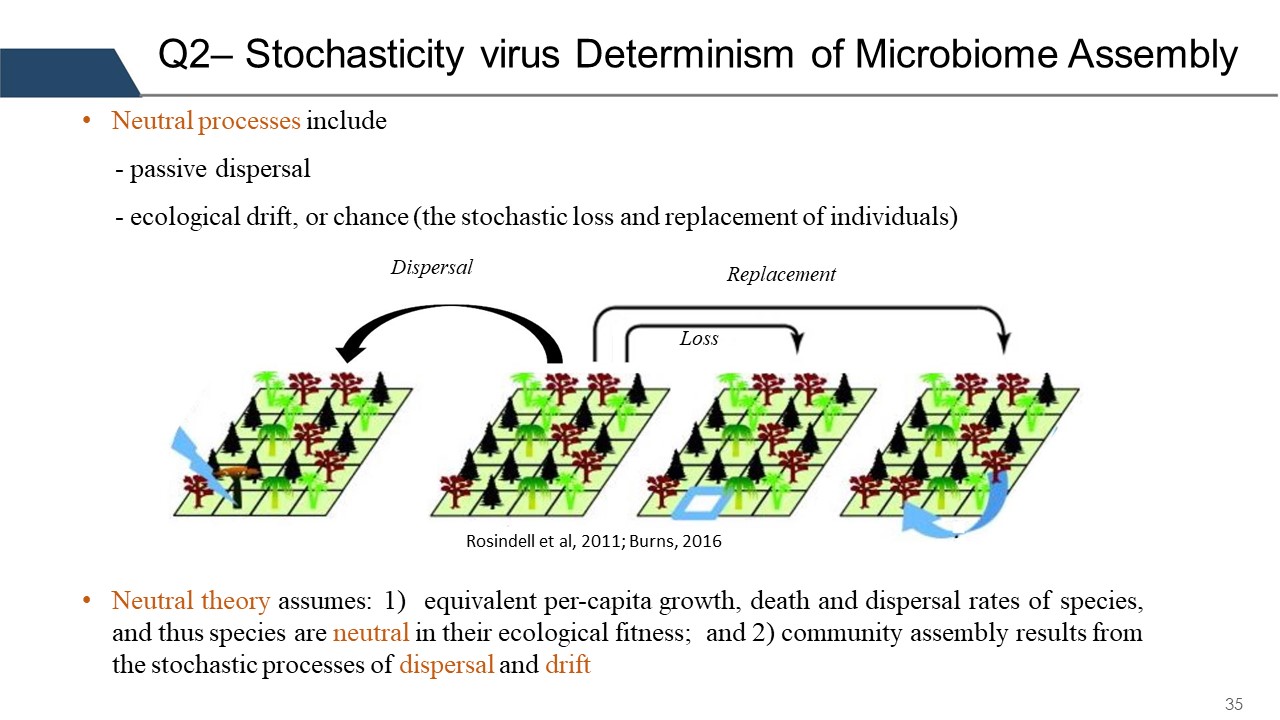 Q2– Stochasticity virus Determinism of Microbiome Assembly
• Neutral processes include
- passive dispersal
- ecological drift, or chance (the stochastic loss and replacement of individuals)
Dispersal
Replacement
Loss
Rosindell et al, 2011; Burns, 2016
• Neutral theory assumes: 1) equivalent per-capita growth, death and dispersal rates of species,
and thus species are neutral in their ecological fitness; and 2) community assembly results from
the stochastic processes of dispersal and drift
35